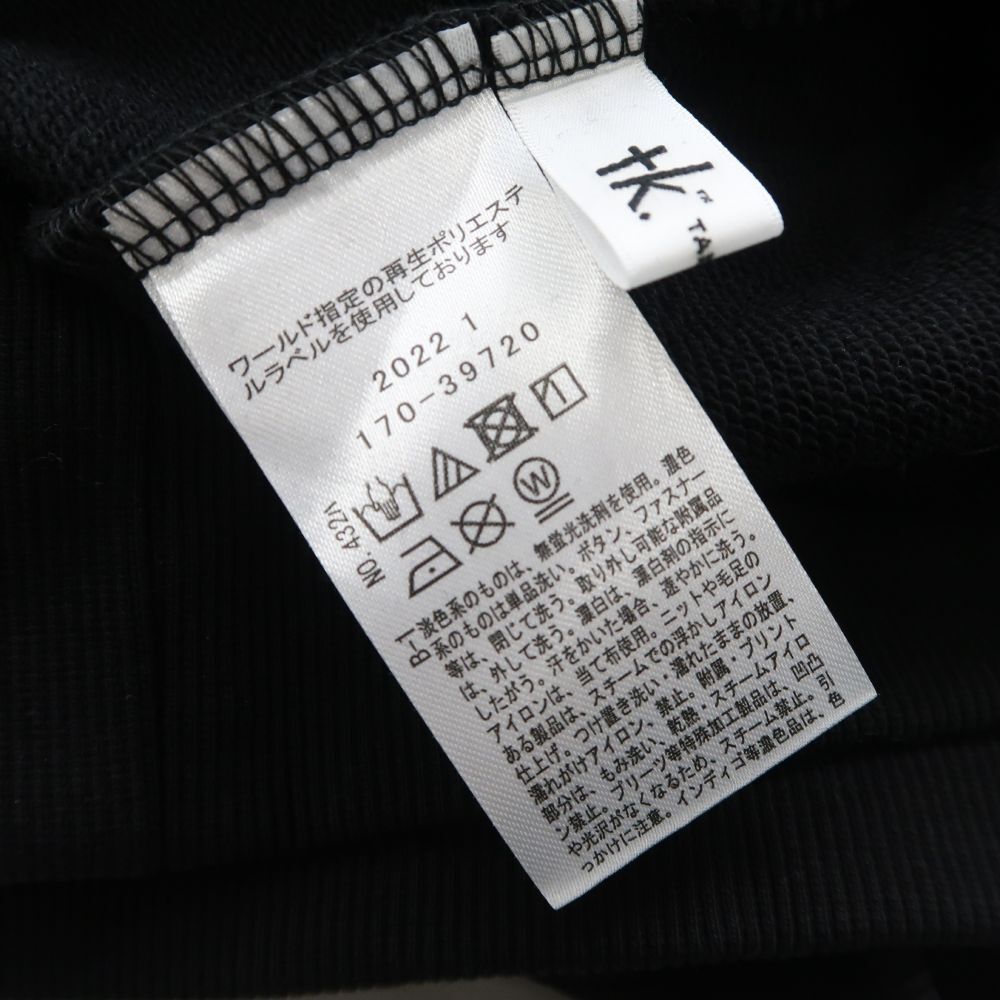 ワールド指定の再生ポリエステ
ルラベルを使用しております
2022 1
170-39720
1
W
NO. 432A
B-1 淡色系のものは、無蛍光洗剤を使用。濃色
系のものは単品洗い。ボタン、ファスナー
等は、閉じて洗う。取り外し可能な附属品
は、外して洗う。漂白は、漂白剤の指示に
したがう。汗をかいた場合、速やかに洗う。
アイロンは、当て布使用。ニットや毛足の
ある製品は、スチームでの浮かしアイロン
仕上げ。つけ置き洗い・濡れたままの放置、
濡れがけアイロン、禁止。附属・プリント
部分は、もみ洗い、乾熱・スチームアイロ
ン禁止。プリーツ等特殊加工製品は、凹凸
や光沢がなくなるため、スチーム禁止。引
っかけに注意。インディゴ等濃色品は、色
tk.
TM